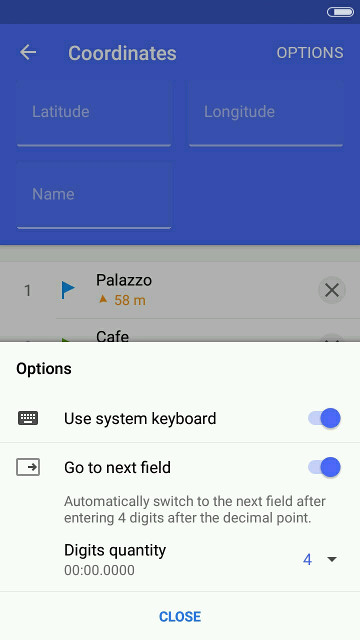 Coordinates
OPTIONS
Latitude
Longitude
Name
1
Palazzo
58 m
Cafe
Options
Use system keyboard
Go to next field
Automatically switch to the next field after
entering 4 digits after the decimal point.
Digits quantity
4
00:00.0000
CLOSE